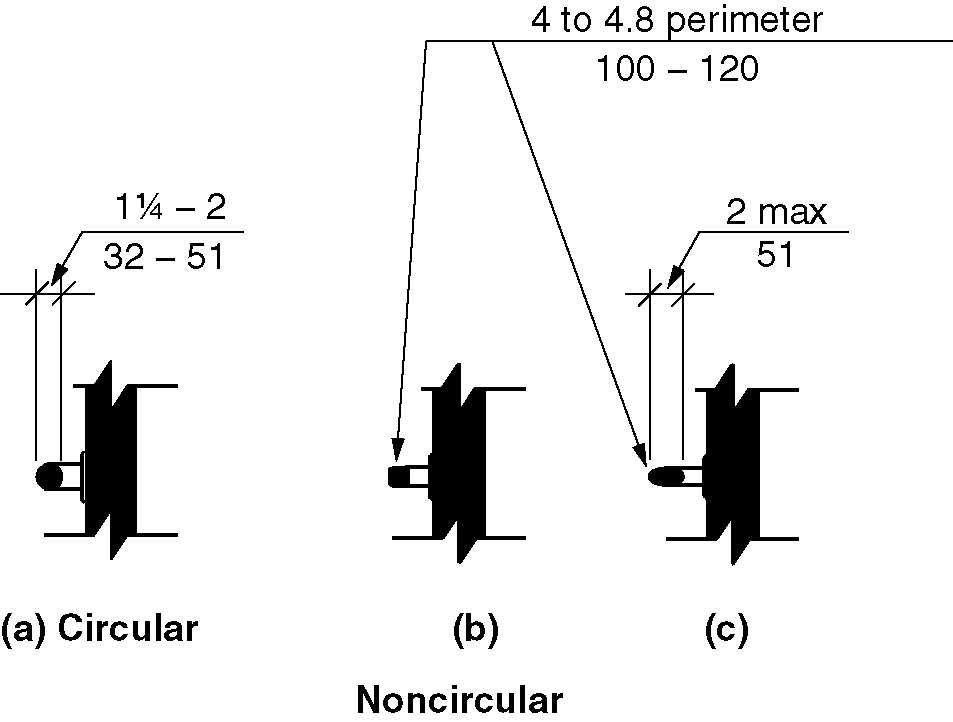 4 to 4.8 perimeter
100 – 120
1¼ – 2
32 – 51
2 max
51
(a) Circular
(b)
(c)
Noncircular